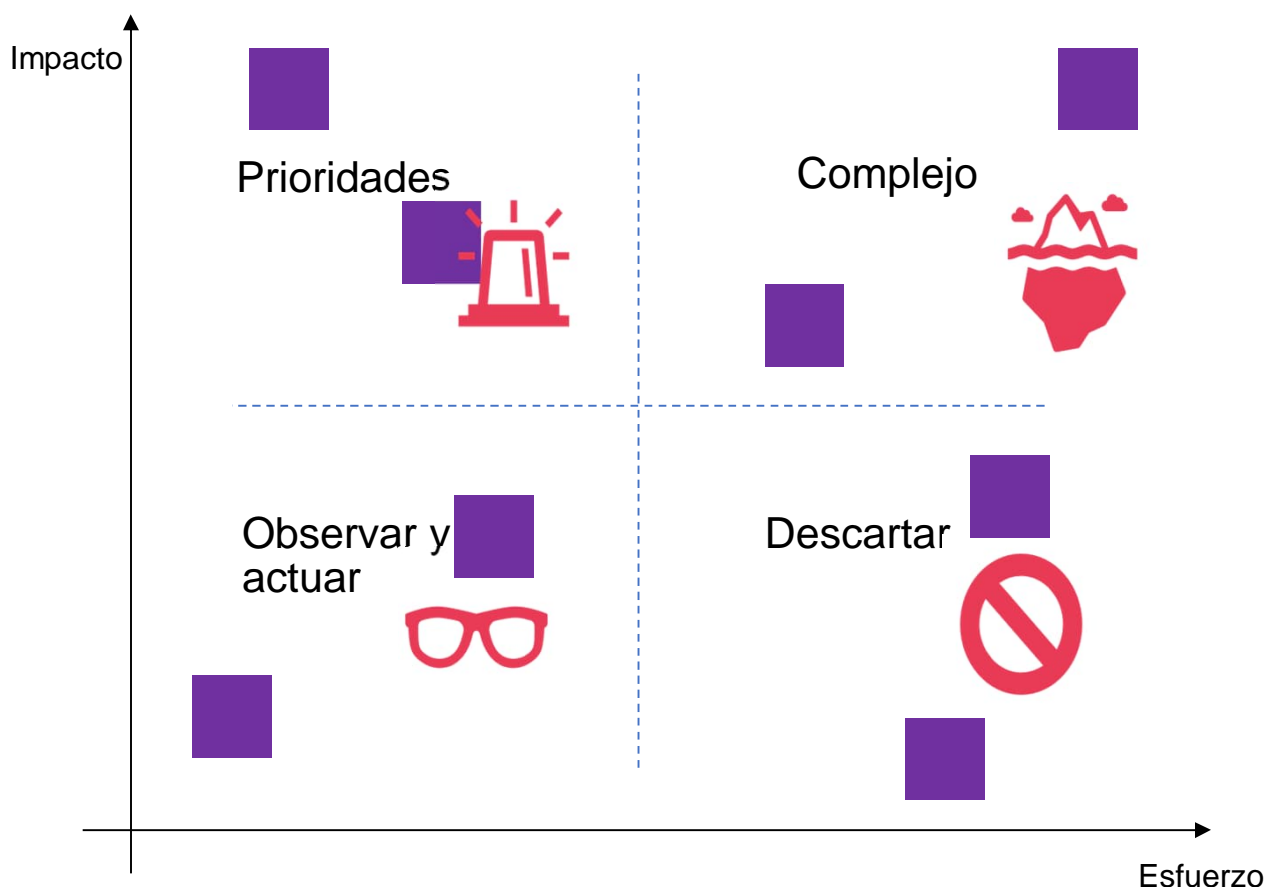 Impacto
Prioridades
Complejo
Observar y
actuar
Descartar
Esfuerzo